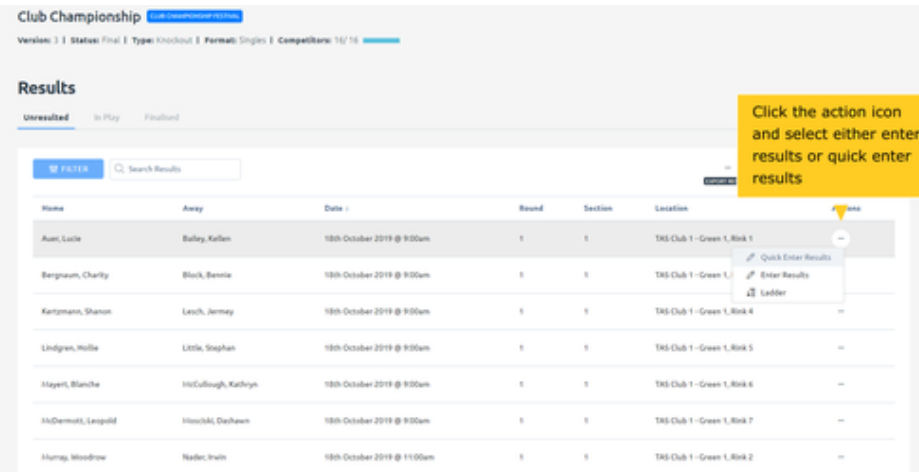 Club Championship CLUB CHAMPIONSHIP FESTIVAL
Version: 3 | Status: Final | Type: Knockout | Format: Singles | Competitors: 16/16
Results
Unresulted In Play Finalised
Click the action icon
and select either enter
results or quick enter
results
FILTER Search Results
EXPORT
Home Away Date Round Section Location
Auer, Lucie Bailey, Kellen 18th October 2019 @ 9:00am 1 1 TAS Club 1 - Green 1, Rink 1
Quick Enter Results
Bergnaum, Charity Block, Bennie 18th October 2019 @ 9:00am 1 1 TAS Club 1 - Green 1, Enter Results
Ladder
Kertzmann, Shanon Lesch, Jermey 18th October 2019 @ 9:00am 1 1 TAS Club 1 - Green 1, Rink 4
Lindgren, Hollie Little, Stephan 18th October 2019 @ 9:00am 1 1 TAS Club 1 - Green 1, Rink 5
Mayert, Blanche McCullough, Kathryn 18th October 2019 @ 9:00am 1 1 TAS Club 1 - Green 1, Rink 6
McDermott, Leopold Mosciski, Dashawn 18th October 2019 @ 9:00am 1 1 TAS Club 1 - Green 1, Rink 7
Murray, Woodrow Nader, Irwin 18th October 2019 @ 11:00am 1 1 TAS Club 1 - Green 1, Rink 2